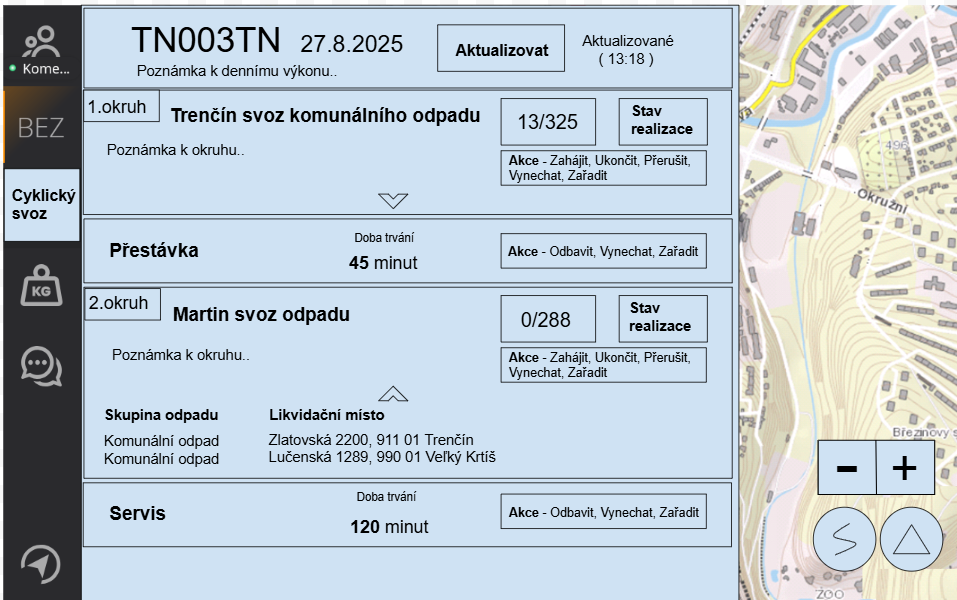 Kome...
BEZ
Cyklický
svoz
KG
TN003TN 27.8.2025
Poznámka k dennímu výkonu..
Aktualizovat
Aktualizované
( 13:18 )
1.okruh
Trenčín svoz komunálního odpadu
13/325
Stav
realizace
Poznámka k okruhu..
Akce - Zahájit, Ukončit, Přerušit,
Vynechat, Zařadit
Přestávka
Doba trvání
45 minut
Akce - Odbavit, Vynechat, Zařadit
2.okruh
Martin svoz odpadu
0/288
Stav
realizace
Poznámka k okruhu..
Akce - Zahájit, Ukončit, Přerušit,
Vynechat, Zařadit
Skupina odpadu
Likvidační místo
Komunální odpad
Zlatovská 2200, 911 01 Trenčín
Komunální odpad
Lučenská 1289, 990 01 Veľký Krtíš
Servis
Doba trvání
120 minut
Akce - Odbavit, Vynechat, Zařadit
496
Okružní
Březinovy s
- +
ZOO